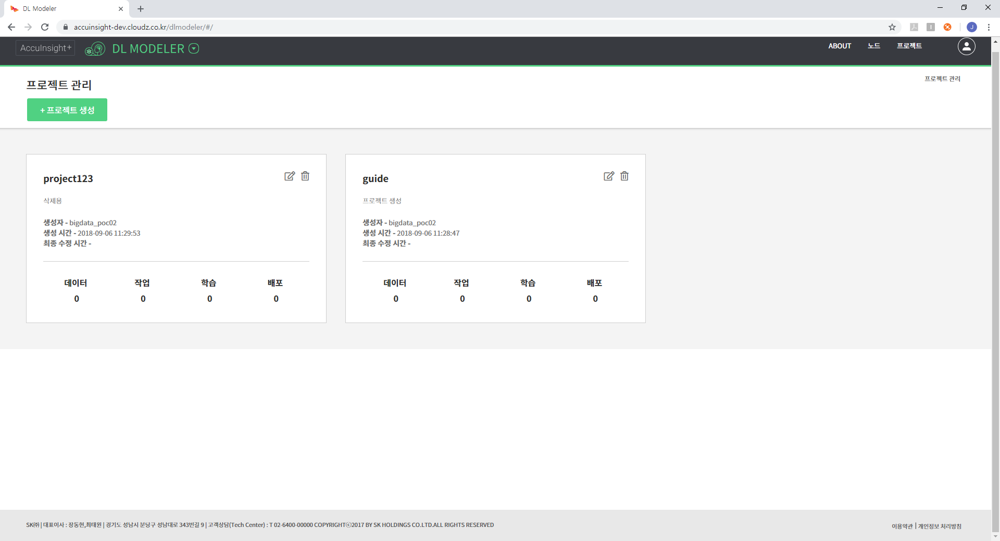 DL Modeler
accuinsight-dev.cloudz.co.kr/dlmodeler/#/
J
AccuInsight+ DL MODELER ABOUT 노드 프로젝트
프로젝트 관리
프로젝트 관리
+ 프로젝트 생성
project123
삭제용
생성자 - bigdata_poc02
생성 시간 - 2018-09-06 11:29:53
최종 수정 시간 -
데이터 작업 학습 배포
0 0 0 0
guide
프로젝트 생성
생성자 - bigdata_poc02
생성 시간 - 2018-09-06 11:28:47
최종 수정 시간 -
데이터 작업 학습 배포
0 0 0 0
SK㈜ | 대표이사 : 장동현,최태원 | 경기도 성남시 분당구 성남대로 343번길 9 | 고객상담(Tech Center) : T 02-6400-00000 COPYRIGHTⓒ2017 BY SK HOLDINGS CO.LTD.ALL RIGHTS RESERVED
이용약관 | 개인정보 처리방침